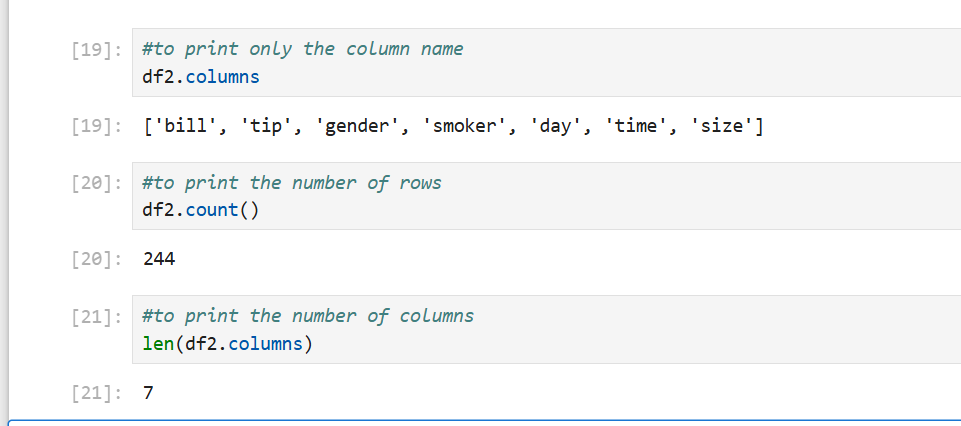 [19]: #to print only the column name
df2.columns
[19]: ['bill', 'tip', 'gender', 'smoker', 'day', 'time', 'size']
[20]: #to print the number of rows
df2.count()
[20]: 244
[21]: #to print the number of columns
len(df2.columns)
[21]: 7